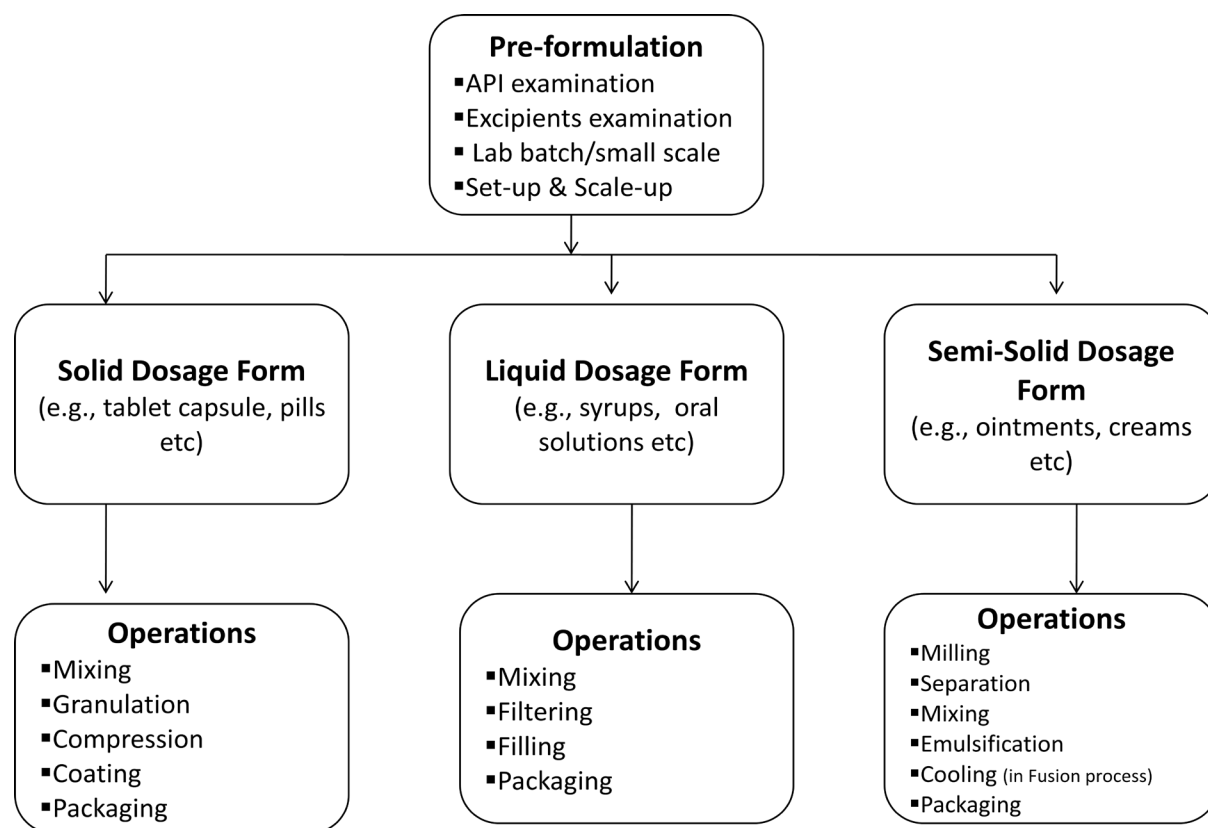 Pre-formulation
▪API examination
▪Excipients examination
▪ Lab batch/small scale
▪Set-up & Scale-up
Solid Dosage Form
(e.g., tablet capsule, pills
etc)
Liquid Dosage Form
(e.g., syrups,  oral
solutions etc)
Semi-Solid Dosage
Form
(e.g., ointments, creams
etc)
Operations
▪Mixing
▪Granulation
▪Compression
▪Coating
▪Packaging
Operations
▪Mixing
▪Filtering
▪Filling
▪Packaging
Operations
▪Milling
▪Separation
▪Mixing
▪Emulsification
▪Cooling (in Fusion process)
▪Packaging